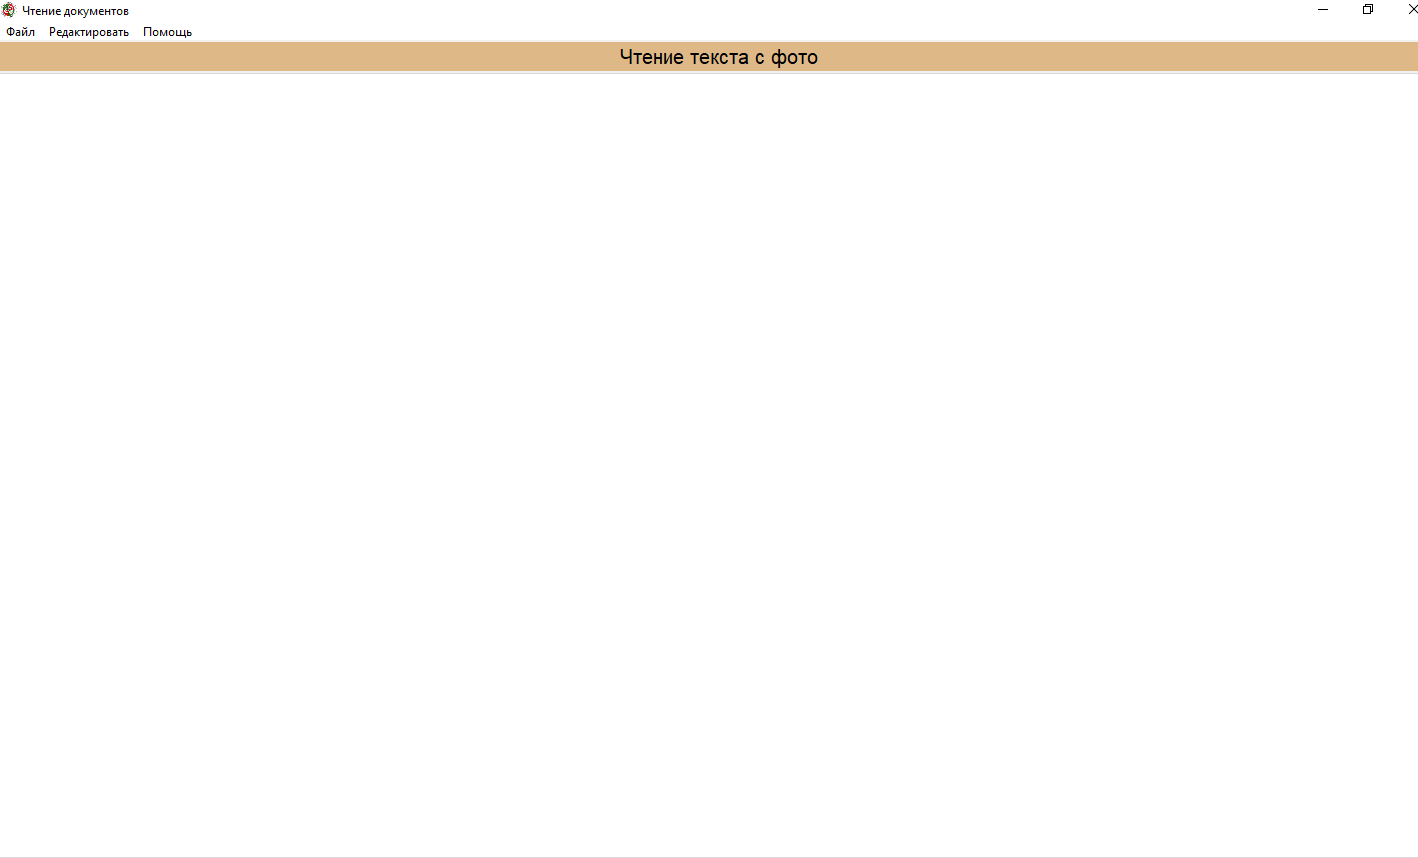 Чтение документов
Файл Редактировать Помощь
Чтение текста с фото